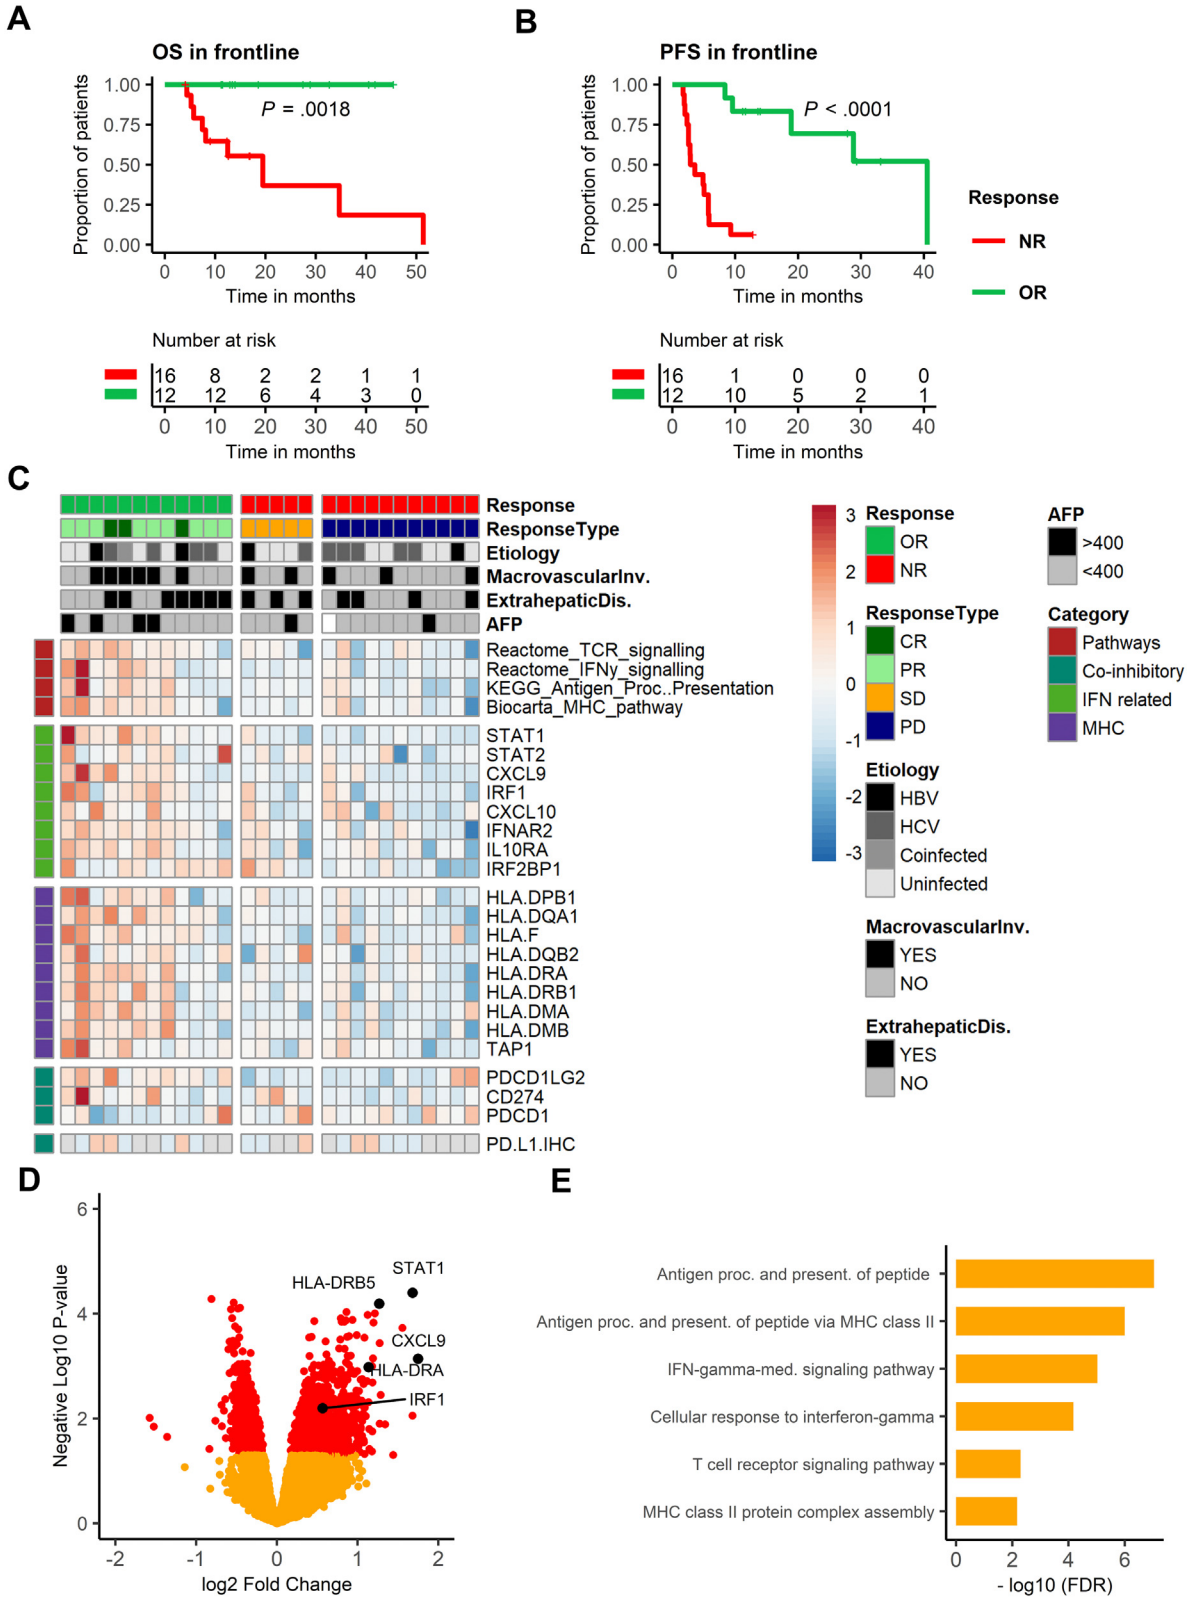 A
OS in frontline
Proportion of patients
1.00
0.75
0.50
0.25
0.00
P = .0018
0 10 20 30 40 50
Time in months
Number at risk
16 8 2 2 1 1
12 12 6 4 3 0
0 10 20 30 40 50
Time in months
B
PFS in frontline
Proportion of patients
1.00
0.75
0.50
0.25
0.00
P < .0001
0 10 20 30 40
Time in months
Number at risk
16 1 0 0 0
12 10 5 2 1
0 10 20 30 40
Time in months
Response
NR
OR
C
Response
ResponseType
Etiology
MacrovascularInv.
ExtrahepaticDis.
AFP
Reactome_TCR_signalling
Reactome_IFNy_signalling
KEGG_Antigen_Proc..Presentation
Biocarta_MHC_pathway
STAT1
STAT2
CXCL9
IRF1
CXCL10
IFNAR2
IL10RA
IRF2BP1
HLA.DPB1
HLA.DQA1
HLA.F
HLA.DQB2
HLA.DRA
HLA.DRB1
HLA.DMA
HLA.DMB
TAP1
PDCD1LG2
CD274
PDCD1
PD.L1.IHC
3
2
1
0
-1
-2
-3
Response
OR
NR
ResponseType
CR
PR
SD
PD
Etiology
HBV
HCV
Coinfected
Uninfected
MacrovascularInv.
YES
NO
ExtrahepaticDis.
YES
NO
AFP
>400
<400
Category
Pathways
Co-inhibitory
IFN related
MHC
D
Negative Log10 P-value
6
4
2
0
STAT1
HLA-DRB5
CXCL9
HLA-DRA
IRF1
-2 -1 0 1 2
log2 Fold Change
E
Antigen proc. and present. of peptide
Antigen proc. and present. of peptide via MHC class II
IFN-gamma-med. signaling pathway
Cellular response to interferon-gamma
T cell receptor signaling pathway
MHC class II protein complex assembly
0 2 4 6
- log10 (FDR)